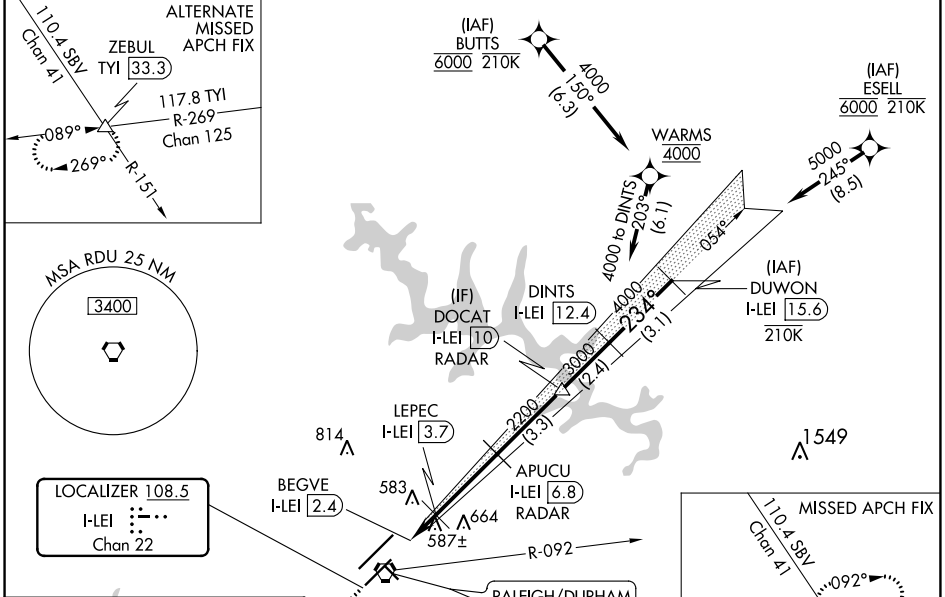 110.4 SBV
Chan 41
ALTERNATE
MISSED
APCH FIX
ZEBUL
TYI 33.3
117.8 TYI
R-269
Chan 125
089°
269°
R-151
(IAF)
BUTTS
6000 210K
4000
150°
(6.3)
(IAF)
ESELL
6000 210K
5000
245°
(8.5)
WARMS
4000
4000 to DINTS
203°
(6.1)
054°
MSA RDU 25 NM
3400
(IF)
DOCAT
I-LEI 10
RADAR
DINTS
I-LEI 12.4
4000
234°
(3.1)
(IAF)
DUWON
I-LEI 15.6
210K
3000
(2.4)
2200
(3.3)
LEPEC
I-LEI 3.7
814
1549
APUCU
I-LEI 6.8
RADAR
BEGVE
I-LEI 2.4
583
664
587±
LOCALIZER 108.5
I-LEI
Chan 22
R-092
RALEIGH/DURHAM
MISSED APCH FIX
110.4 SBV
Chan 41
092°